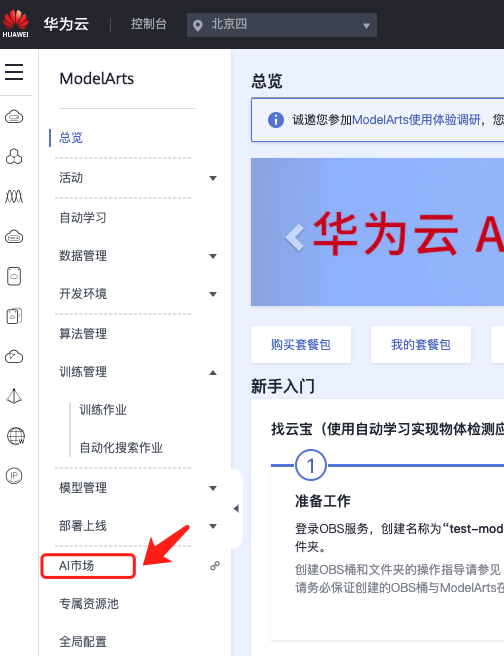 HUAWEI
华为云
控制台
北京四
ModelArts
总览
活动
自动学习
数据管理
开发环境
算法管理
训练管理
训练作业
自动化搜索作业
模型管理
部署上线
AI市场
专属资源池
全局配置
IP
总览
诚邀您参加ModelArts使用体验调研，您
华为云 A
购买套餐包
我的套餐包
新手入门
找云宝（使用自动学习实现物体检测应
1
准备工作
登录OBS服务，创建名称为“test-mod
件夹。
创建OBS桶和文件夹的操作指导请参见
请务必保证创建的OBS桶与ModelArts在